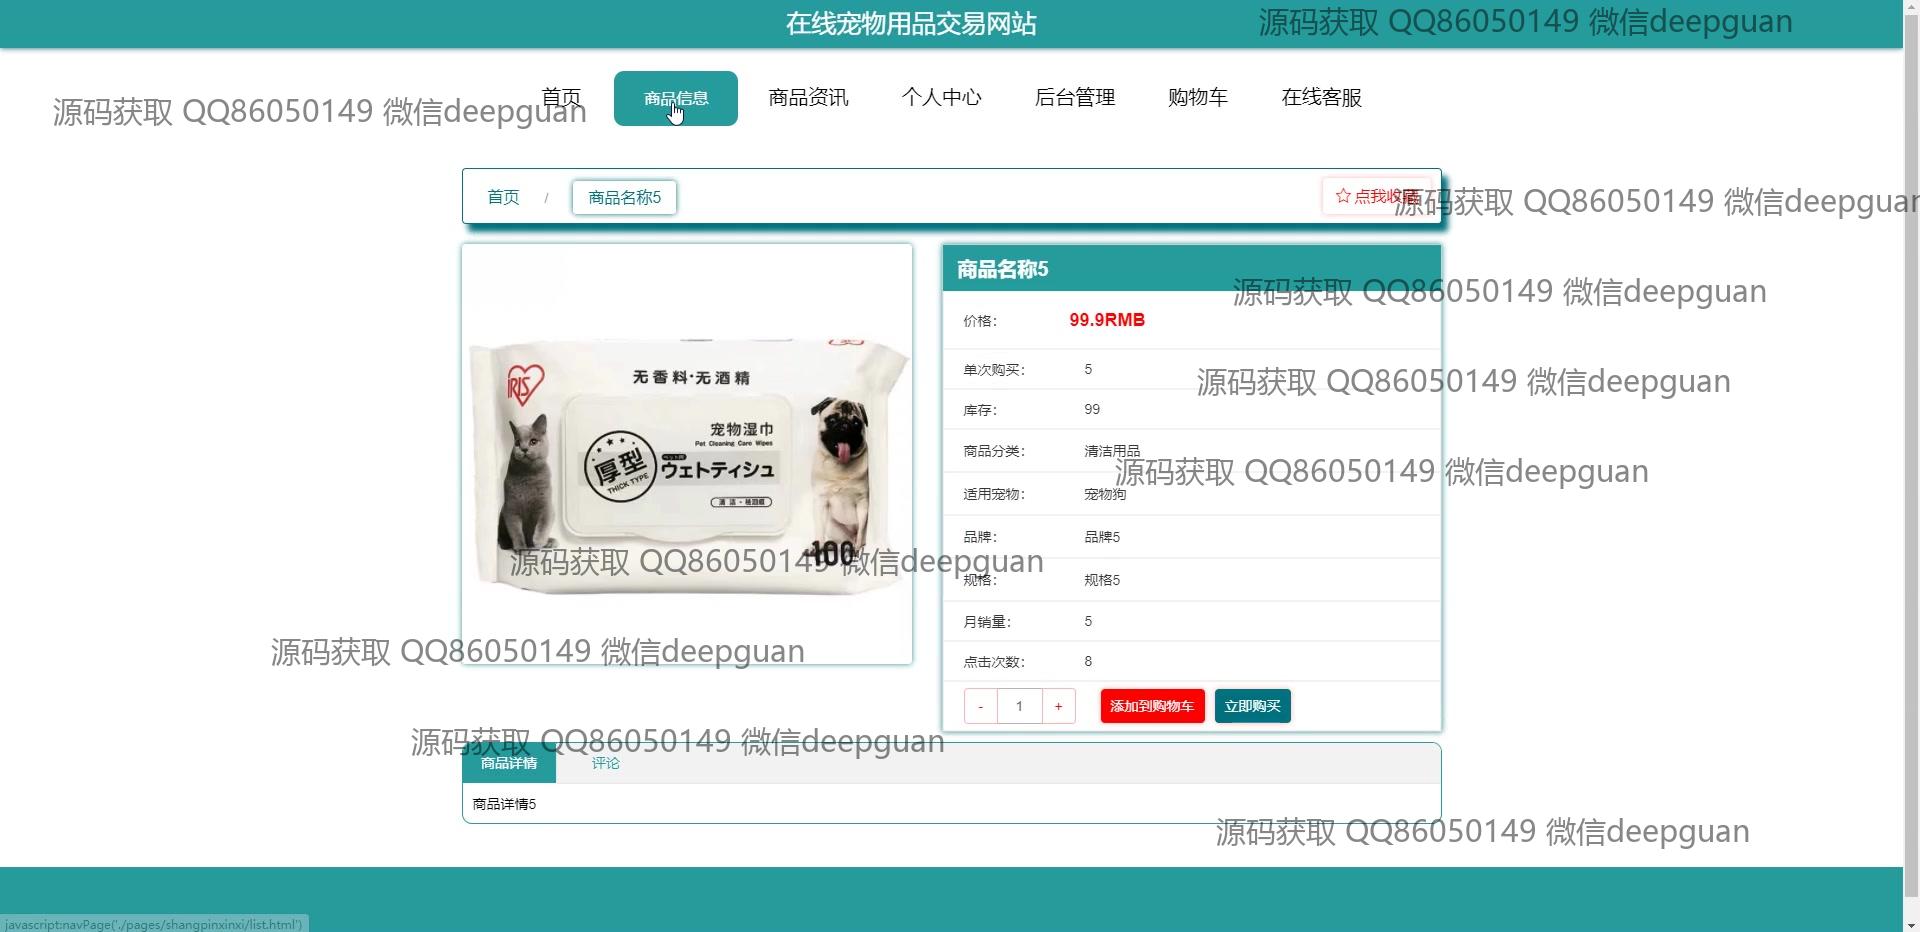 在线宠物用品交易网站
源码获取 QQ86050149 微信deepguan
首页
商品信息
商品资讯
个人中心
后台管理
购物车
在线客服
源码获取 QQ86050149 微信deepguan
首页 / 商品名称5
点我收藏
源码获取 QQ86050149 微信deepguan
商品名称5
源码获取 QQ86050149 微信deepguan
价格： 99.9RMB
单次购买： 5
源码获取 QQ86050149 微信deepguan
库存： 99
商品分类： 清洁用品
源码获取 QQ86050149 微信deepguan
适用宠物： 宠物狗
品牌： 品牌5
规格： 规格5
月销量： 5
点击次数： 8
- 1 +
添加到购物车
立即购买
IRIS
无香料·无酒精
宠物湿巾
Pet Cleaning Care Wipes
厚型
THICK TYPE
ウェトティシュ
100
源码获取 QQ86050149 微信deepguan
源码获取 QQ86050149 微信deepguan
源码获取 QQ86050149 微信deepguan
商品详情
评论
商品详情5
源码获取 QQ86050149 微信deepguan
javascript:navPage('./pages/shangpinxinxi/list.html')